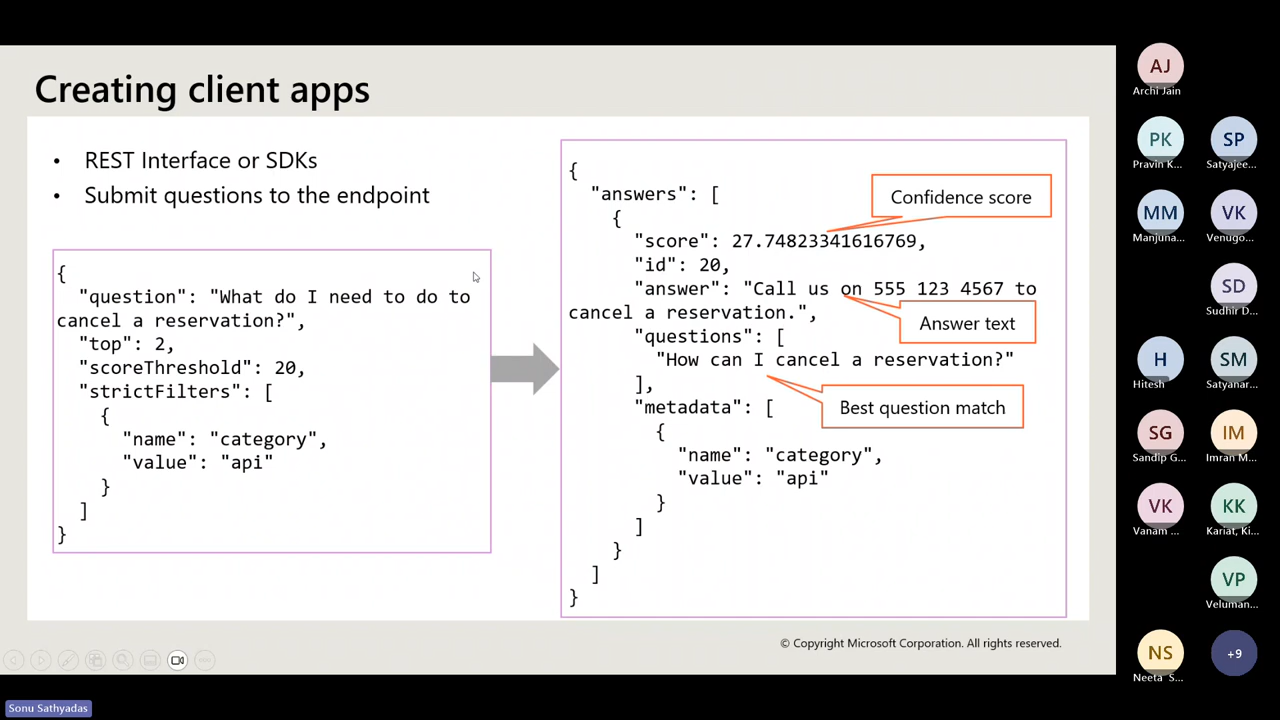 Creating client apps
• REST Interface or SDKs
• Submit questions to the endpoint
{
"question": "What do I need to do to
cancel a reservation?",
"top": 2,
"scoreThreshold": 20,
"strictFilters": [
{
"name": "category",
"value": "api"
}
]
}
{
"answers": [
{
"score": 27.74823341616769,
"id": 20,
"answer": "Call us on 555 123 4567 to
cancel a reservation.",
"questions": [
"How can I cancel a reservation?"
],
"metadata": [
{
"name": "category",
"value": "api"
}
]
}
]
}
Confidence score
Answer text
Best question match
© Copyright Microsoft Corporation. All rights reserved.
Sonu Sathyadas
AJ
Archi Jain
PK
Pravin K...
SP
Satyajee...
MM
Manjuna...
VK
Venugo...
SD
Sudhir D...
H
Hitesh
SM
Satyanar...
SG
Sandip G...
IM
Imran M...
VK
Vanam ...
KK
Kariat, Ki...
VP
Veluman...
NS
Neeta S...
+9